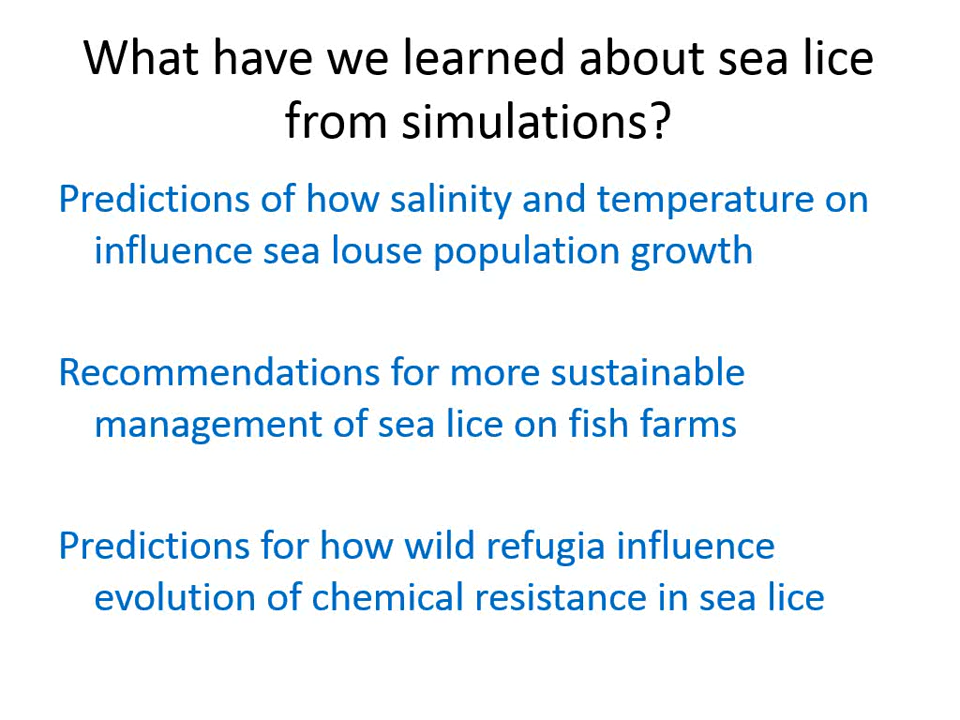 What have we learned about sea lice
from simulations?
Predictions of how salinity and temperature on
influence sea louse population growth
Recommendations for more sustainable
management of sea lice on fish farms
Predictions for how wild refugia influence
evolution of chemical resistance in sea lice